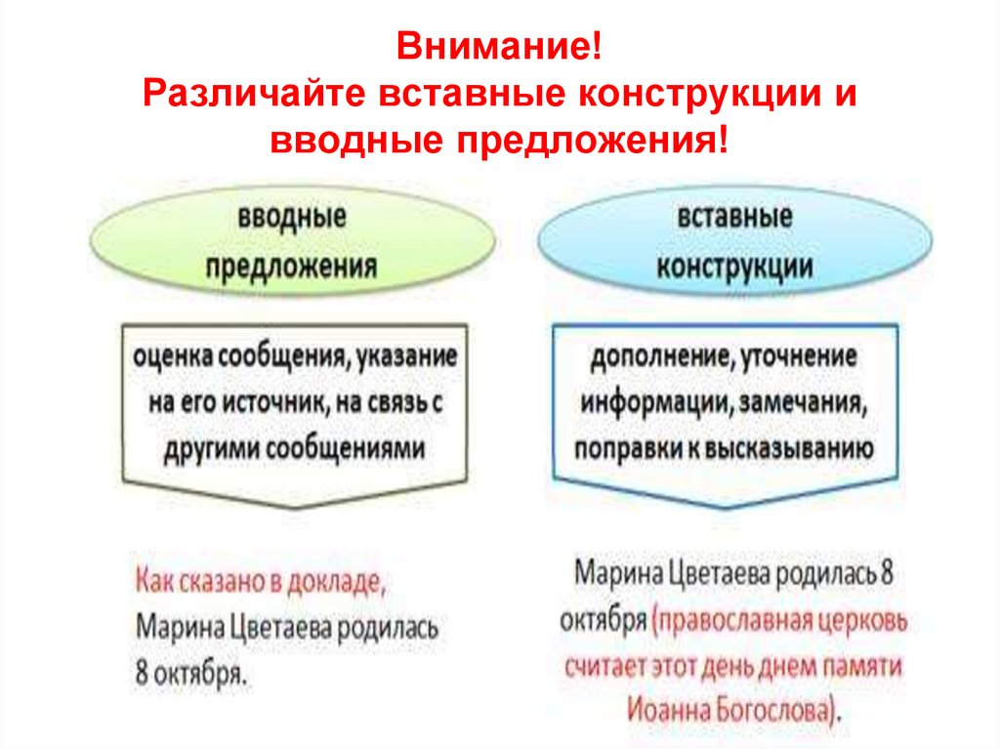 Внимание!
Различайте вставные конструкции и
вводные предложения!
вводные
предложения
оценка сообщения, указание
на его источник, на связь с
другими сообщениями
Как сказано в докладе,
Марина Цветаева родилась
8 октября.
вставные
конструкции
дополнение, уточнение
информации, замечания,
поправки к высказыванию
Марина Цветаева родилась 8
октября (православная церковь
считает этот день днем памяти
Иоанна Богослова).